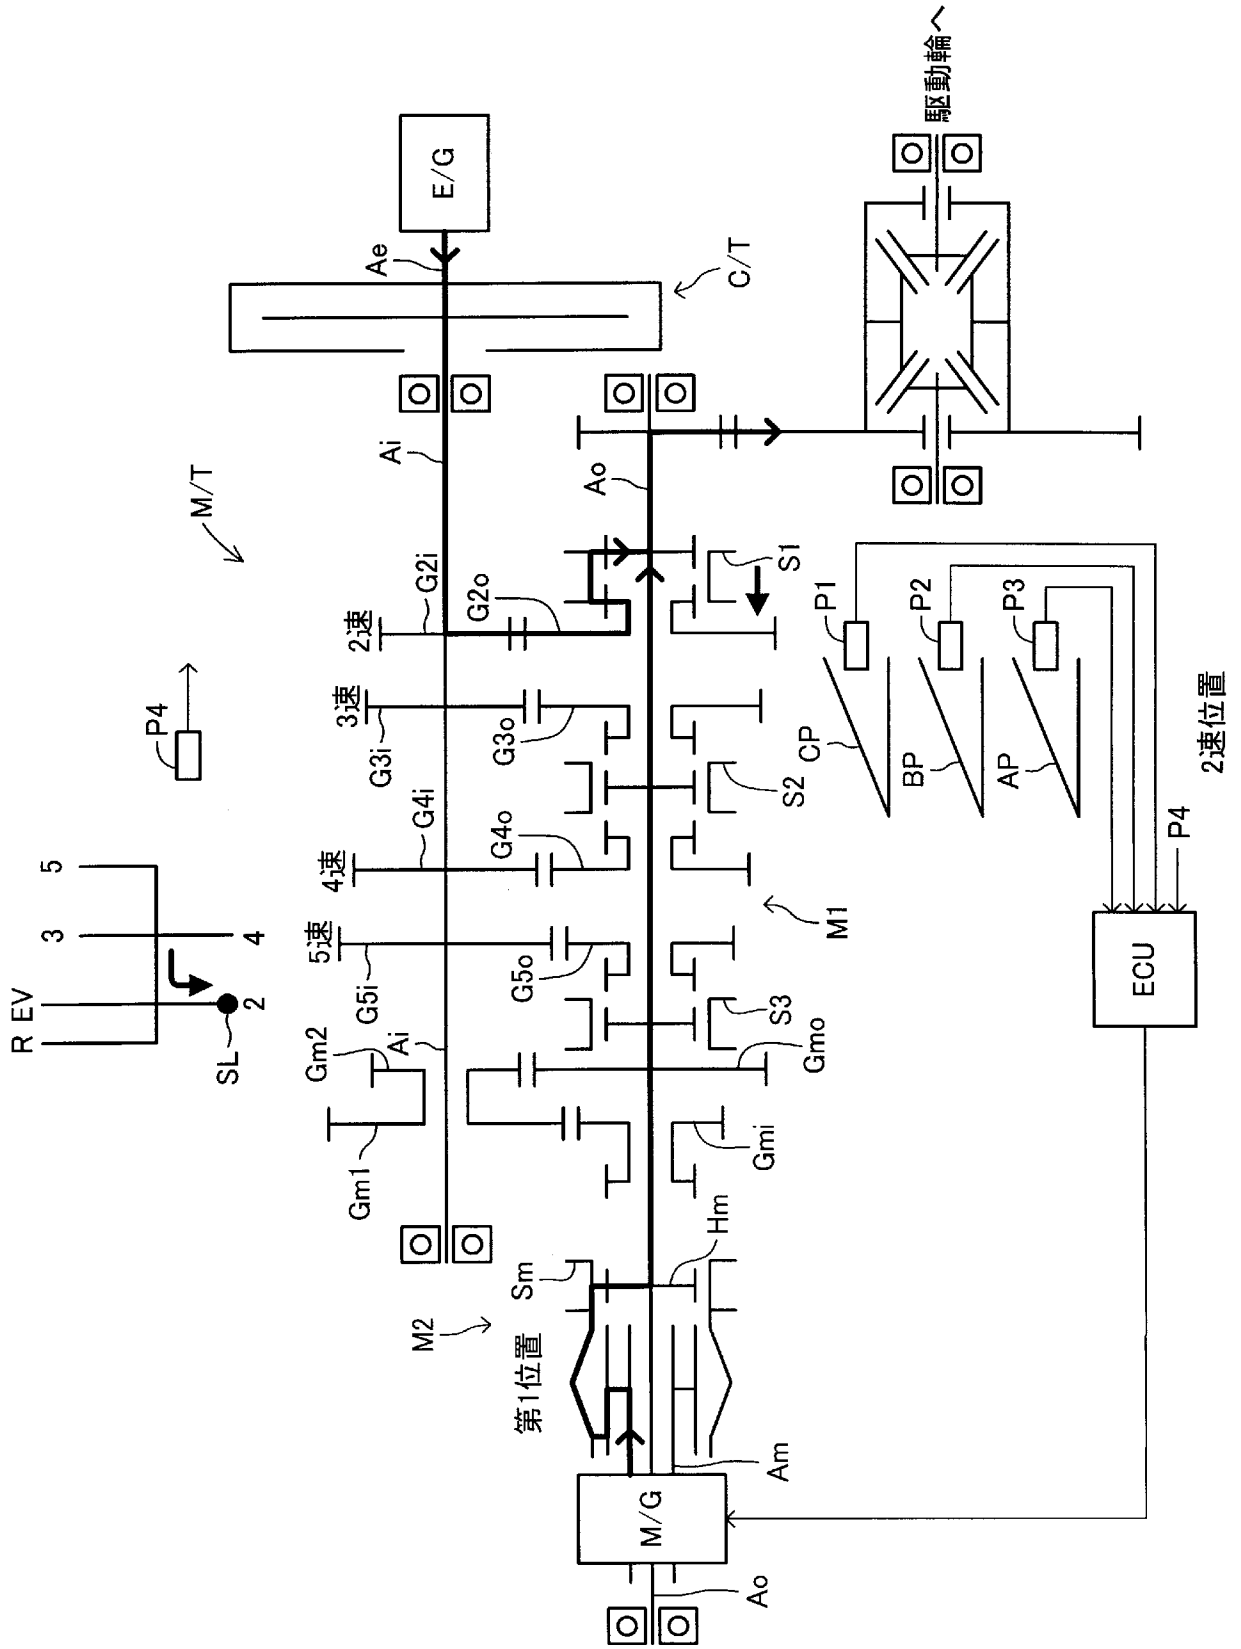 R EV 3 5
SL
2 4
P4
M/T
E/G
Ae
C/T
Ai
Ao
駆動輪へ
2速
G2i
G2o
3速
G3i
G3o
4速
G4i
G4o
5速
G5i
G5o
Ai
Gm2
Gm1
Gmo
Gmi
S1
S2
S3
M1
M2
Sm
Hm
第1位置
Am
M/G
Ao
CP
BP
AP
P1
P2
P3
P4
ECU
2速位置